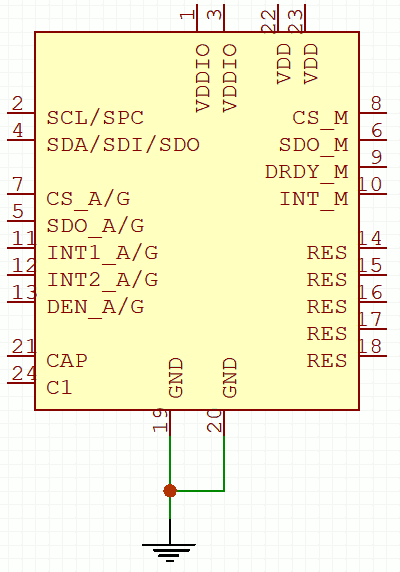 1 3 22 23
VDDIO VDDIO VDD VDD
2 SCL/SPC CS_M 8
4 SDA/SDI/SDO SDO_M 6
DRDY_M 9
7 CS_A/G INT_M 10
5 SDO_A/G
11 INT1_A/G RES 14
12 INT2_A/G RES 15
13 DEN_A/G RES 16
RES 17
21 CAP RES 18
24 C1
GND GND
19 20